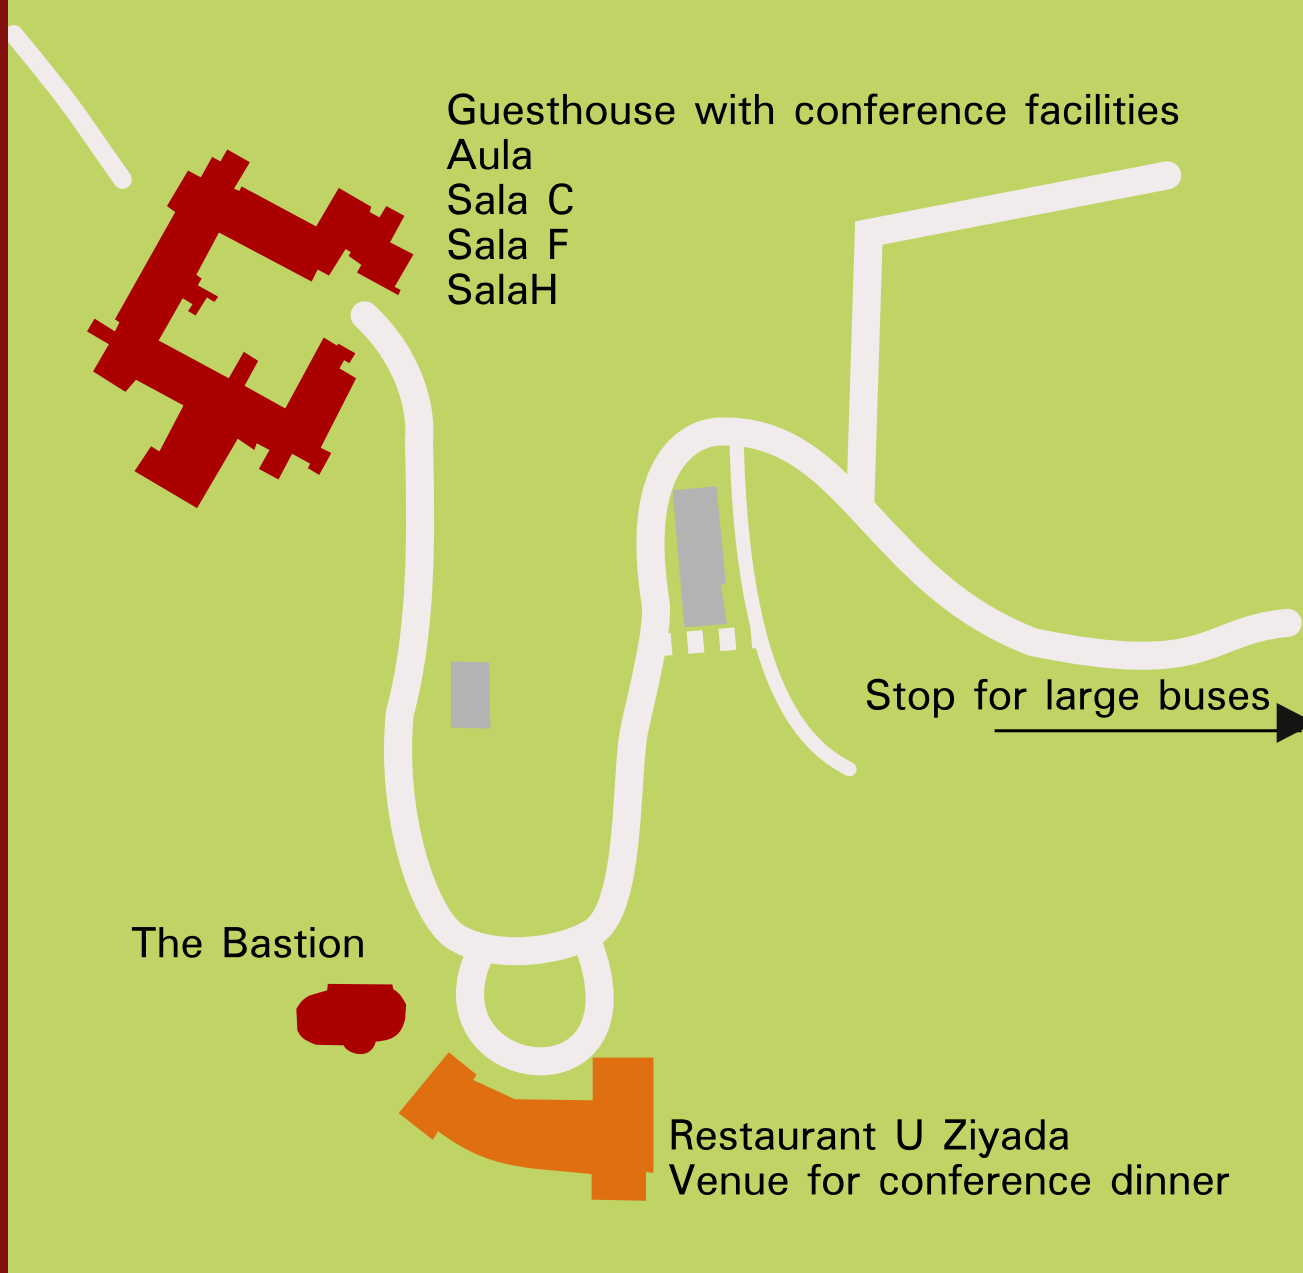 Guesthouse with conference facilities
Aula
Sala C
Sala F
SalaH
Stop for large buses
The Bastion
Restaurant U Ziyada
Venue for conference dinner